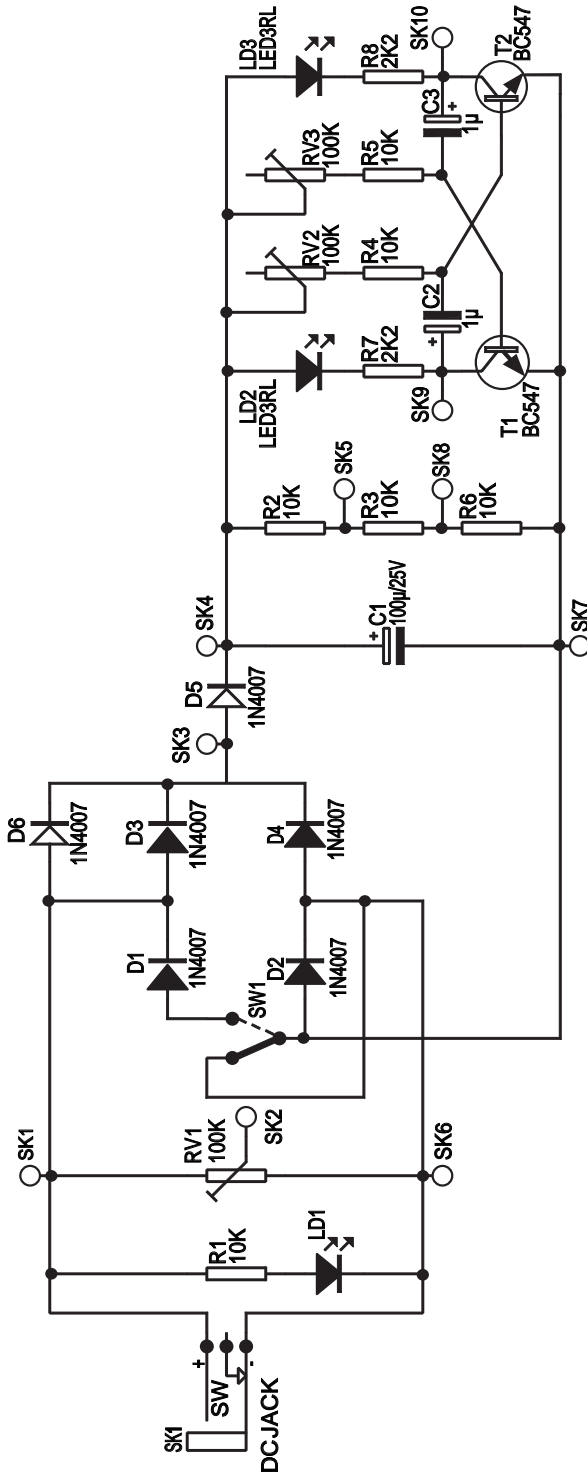 SK1
+
SW
-
DCJACK
R1
10K
LD1
SK1
RV1
100K
SK2
SK6
SW1
D1
1N4007
D2
1N4007
D6
1N4007
D3
1N4007
D4
1N4007
SK3
D5
1N4007
SK4
+
C1
100µ/25V
SK7
R2
10K
SK5
R3
10K
SK8
R6
10K
LD2
LED3RL
R7
2K2
SK9
+
C2
1µ
T1
BC547
RV2
100K
R4
10K
RV3
100K
R5
10K
LD3
LED3RL
R8
2K2
SK10
C3
+
1µ
T2
BC547